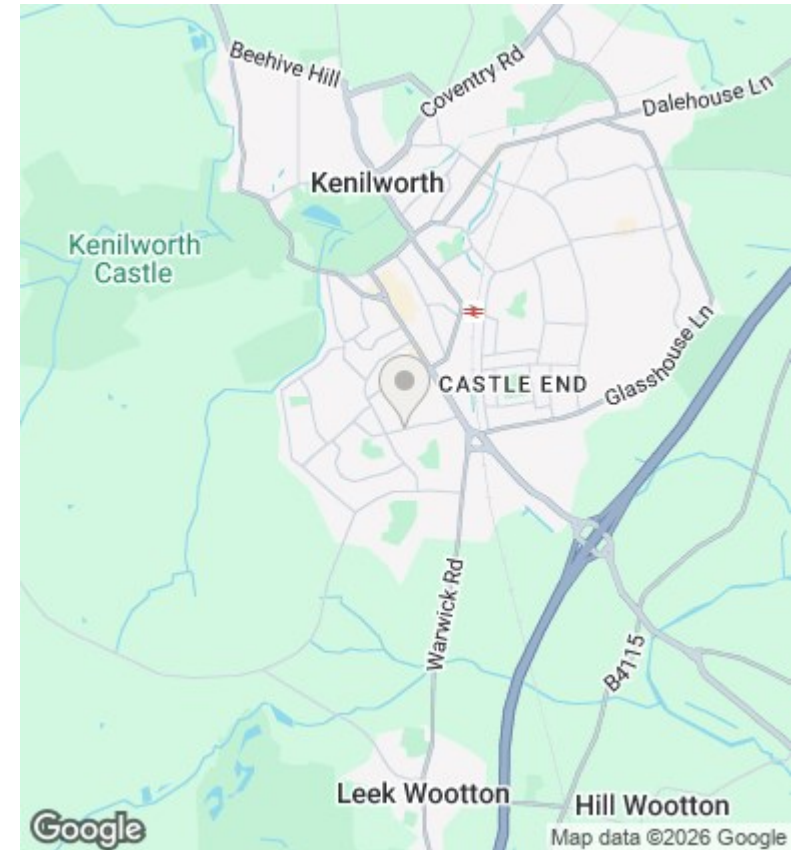 Beehive Hill
Coventry Rd
Dalehouse Ln
Kenilworth
Kenilworth
Castle
Glasshouse Ln
CASTLE END
Warwick Rd
B4115
Leek Wootton
Hill Wootton
Google
Map data ©2026 Google